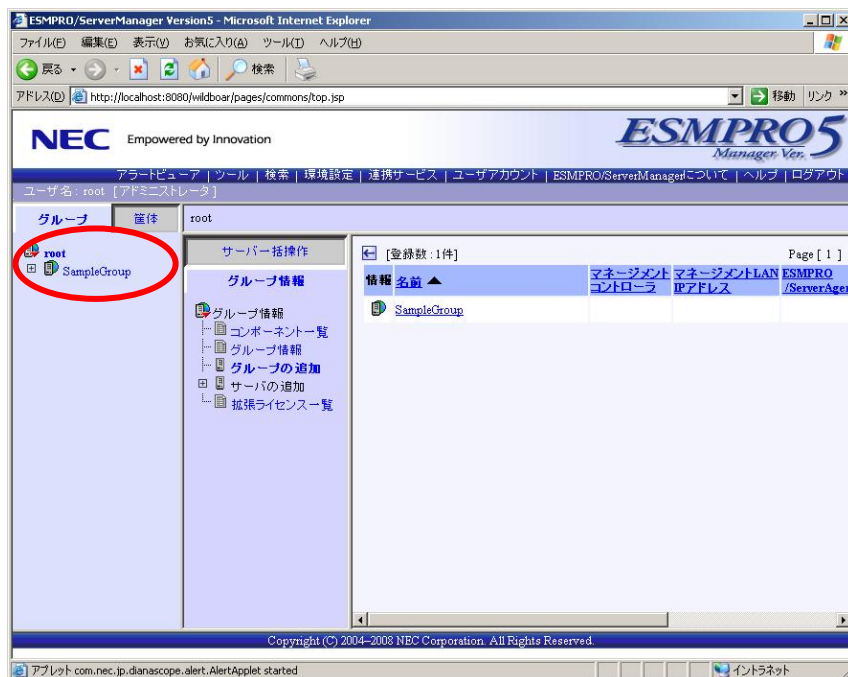 ESMPRO/ServerManager Version5 - Microsoft Internet Explorer
ファイル(F) 編集(E) 表示(V) お気に入り(A) ツール(T) ヘルプ(H)
戻る 検索
アドレス(D) http://localhost:8080/wildboar/pages/commons/top.jsp 移動 リンク »
NEC Empowered by Innovation
ESMPRO5
Manager Ver.
アラートビューア | ツール | 検索 | 環境設定 | 連携サービス | ユーザアカウント | ESMPRO/ServerManagerについて | ヘルプ | ログアウト
ユーザ名: root [アドミニストレータ]
グループ 筐体 root
root
SampleGroup
サーバー括操作
グループ情報
グループ情報
コンポーネント一覧
グループ情報
グループの追加
サーバの追加
拡張ライセンス一覧
[登録数:1件] Page [ 1 ]
情報 名前 ▲ マネージメントコントローラ マネージメントLAN IPアドレス ESMPRO/ServerAgen
SampleGroup
Copyright (C) 2004-2008 NEC Corporation. All Rights Reserved.
アプレット com.nec.jp.dianascope.alert.AlertApplet started イントラネット